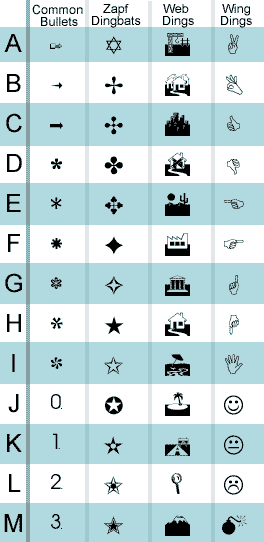 Common Bullets Zapf Dingbats Web Dings Wing Dings
A
B
C
D
E
F
G
H
I
J 0.
K 1.
L 2.
M 3.